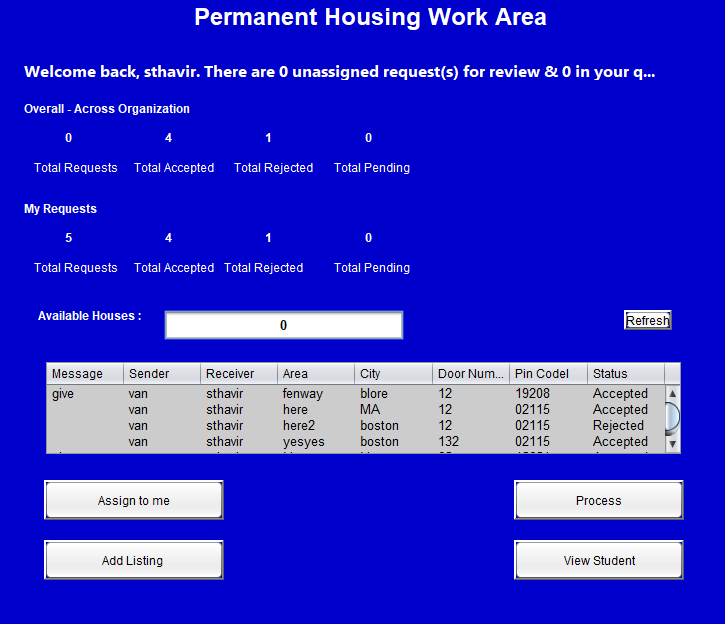 Permanent Housing Work Area
Welcome back, sthavir. There are 0 unassigned request(s) for review & 0 in your q...
Overall - Across Organization
0 4 1 0
Total Requests Total Accepted Total Rejected Total Pending
My Requests
5 4 1 0
Total Requests Total Accepted Total Rejected Total Pending
Available Houses : 0 Refresh
Message Sender Receiver Area City Door Num... Pin Codel Status
give van sthavir fenway blore 12 19208 Accepted
van sthavir here MA 12 02115 Accepted
van sthavir here2 boston 12 02115 Rejected
van sthavir yesyes boston 132 02115 Accepted
Assign to me Process
Add Listing View Student